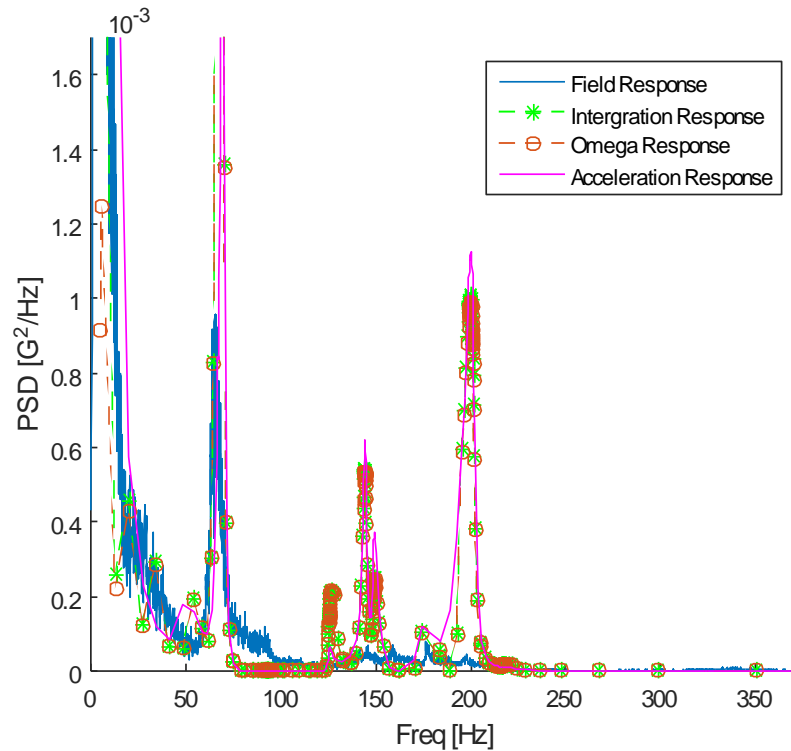 10^-3
1.6
1.4
1.2
1
0.8
0.6
0.4
0.2
0
PSD [G^2/Hz]
Field Response
Intergration Response
Omega Response
Acceleration Response
0 50 100 150 200 250 300 350
Freq [Hz]